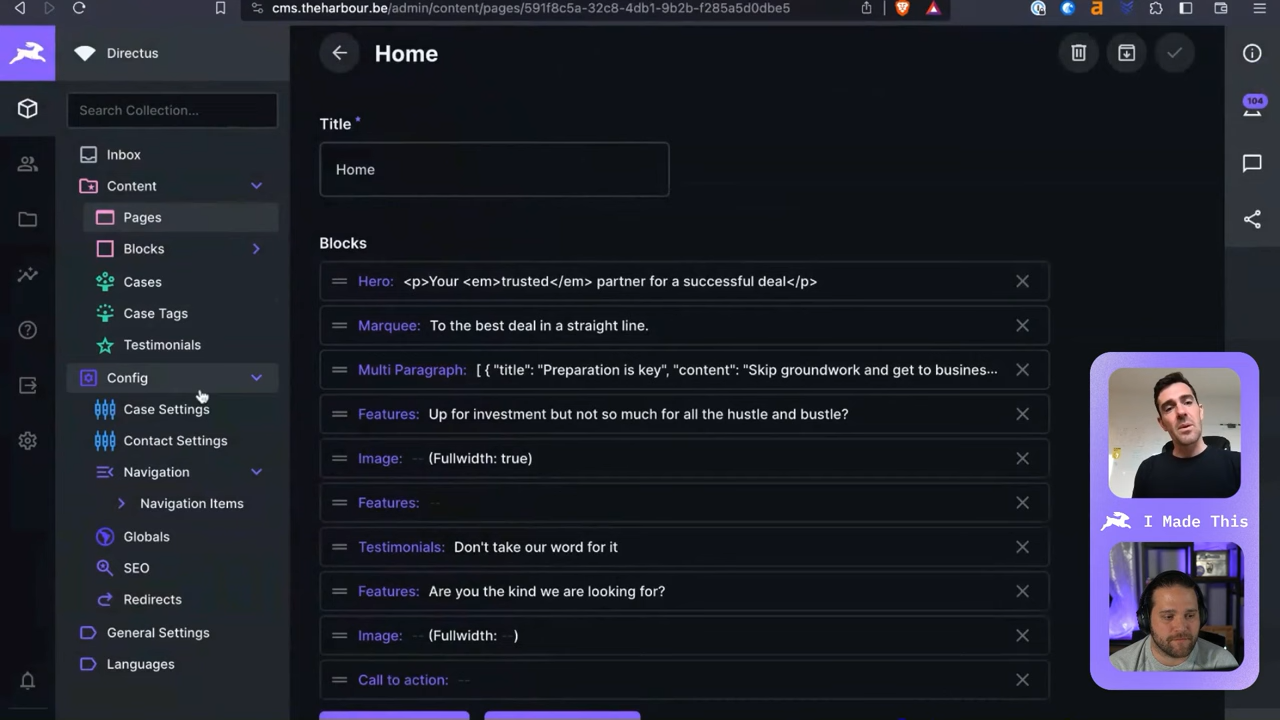 cms.theharbour.be/admin/content/pages/591f8c5a-32c8-4db1-9b2b-f285a5d0dbe5
Directus
Home
104
Search Collection...
Inbox
Content
Pages
Blocks
Cases
Case Tags
Testimonials
Config
Case Settings
Contact Settings
Navigation
Navigation Items
Globals
SEO
Redirects
General Settings
Languages
Title *
Home
Blocks
Hero: <p>Your <em>trusted</em> partner for a successful deal</p>
Marquee: To the best deal in a straight line.
Multi Paragraph: [ { "title": "Preparation is key", "content": "Skip groundwork and get to busines...
Features: Up for investment but not so much for all the hustle and bustle?
Image: -- (Fullwidth: true)
Features: --
Testimonials: Don't take our word for it
Features: Are you the kind we are looking for?
Image: -- (Fullwidth: -- )
Call to action: --
I Made This